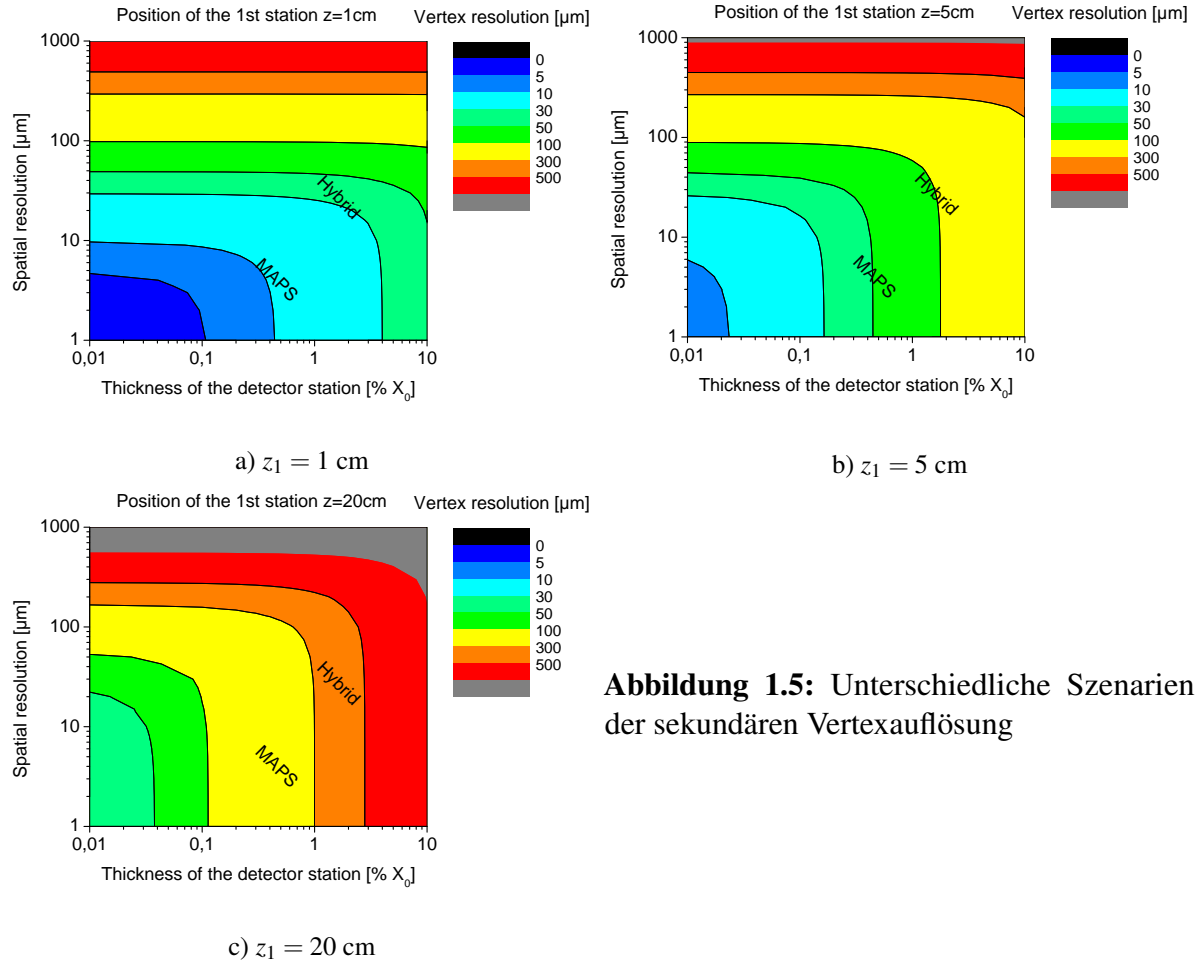 Position of the 1st station z=1cm
Vertex resolution [µm]
Spatial resolution [µm]
1000
100
10
1
0,01
0,1
1
10
Thickness of the detector station [% X₀]
Hybrid
MAPS
0
5
10
30
50
100
300
500
a) z₁ = 1 cm
Position of the 1st station z=5cm
Vertex resolution [µm]
Spatial resolution [µm]
1000
100
10
1
0,01
0,1
1
10
Thickness of the detector station [% X₀]
Hybrid
MAPS
0
5
10
30
50
100
300
500
b) z₁ = 5 cm
Position of the 1st station z=20cm
Vertex resolution [µm]
Spatial resolution [µm]
1000
100
10
1
0,01
0,1
1
10
Thickness of the detector station [% X₀]
Hybrid
MAPS
0
5
10
30
50
100
300
500
c) z₁ = 20 cm
Abbildung 1.5: Unterschiedliche Szenarien
der sekundären Vertexauflösung